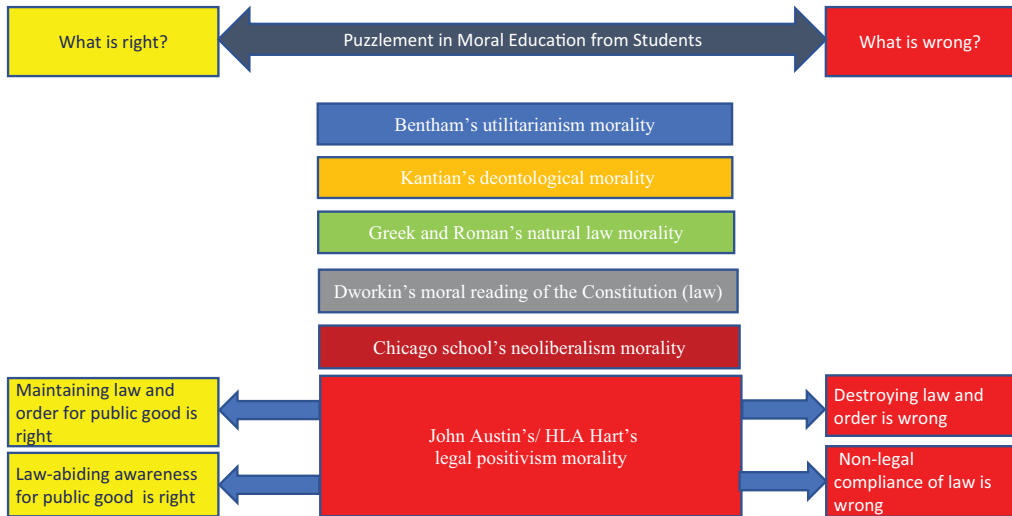 What is right?
Puzzlement in Moral Education from Students
What is wrong?
Bentham’s utilitarianism morality
Kantian’s deontological morality
Greek and Roman’s natural law morality
Dworkin’s moral reading of the Constitution (law)
Chicago school’s neoliberalism morality
Maintaining law and
order for public good is
right
Law-abiding awareness
for public good is right
John Austin’s/ HLA Hart’s
legal positivism morality
Destroying law and
order is wrong
Non-legal
compliance of law is
wrong